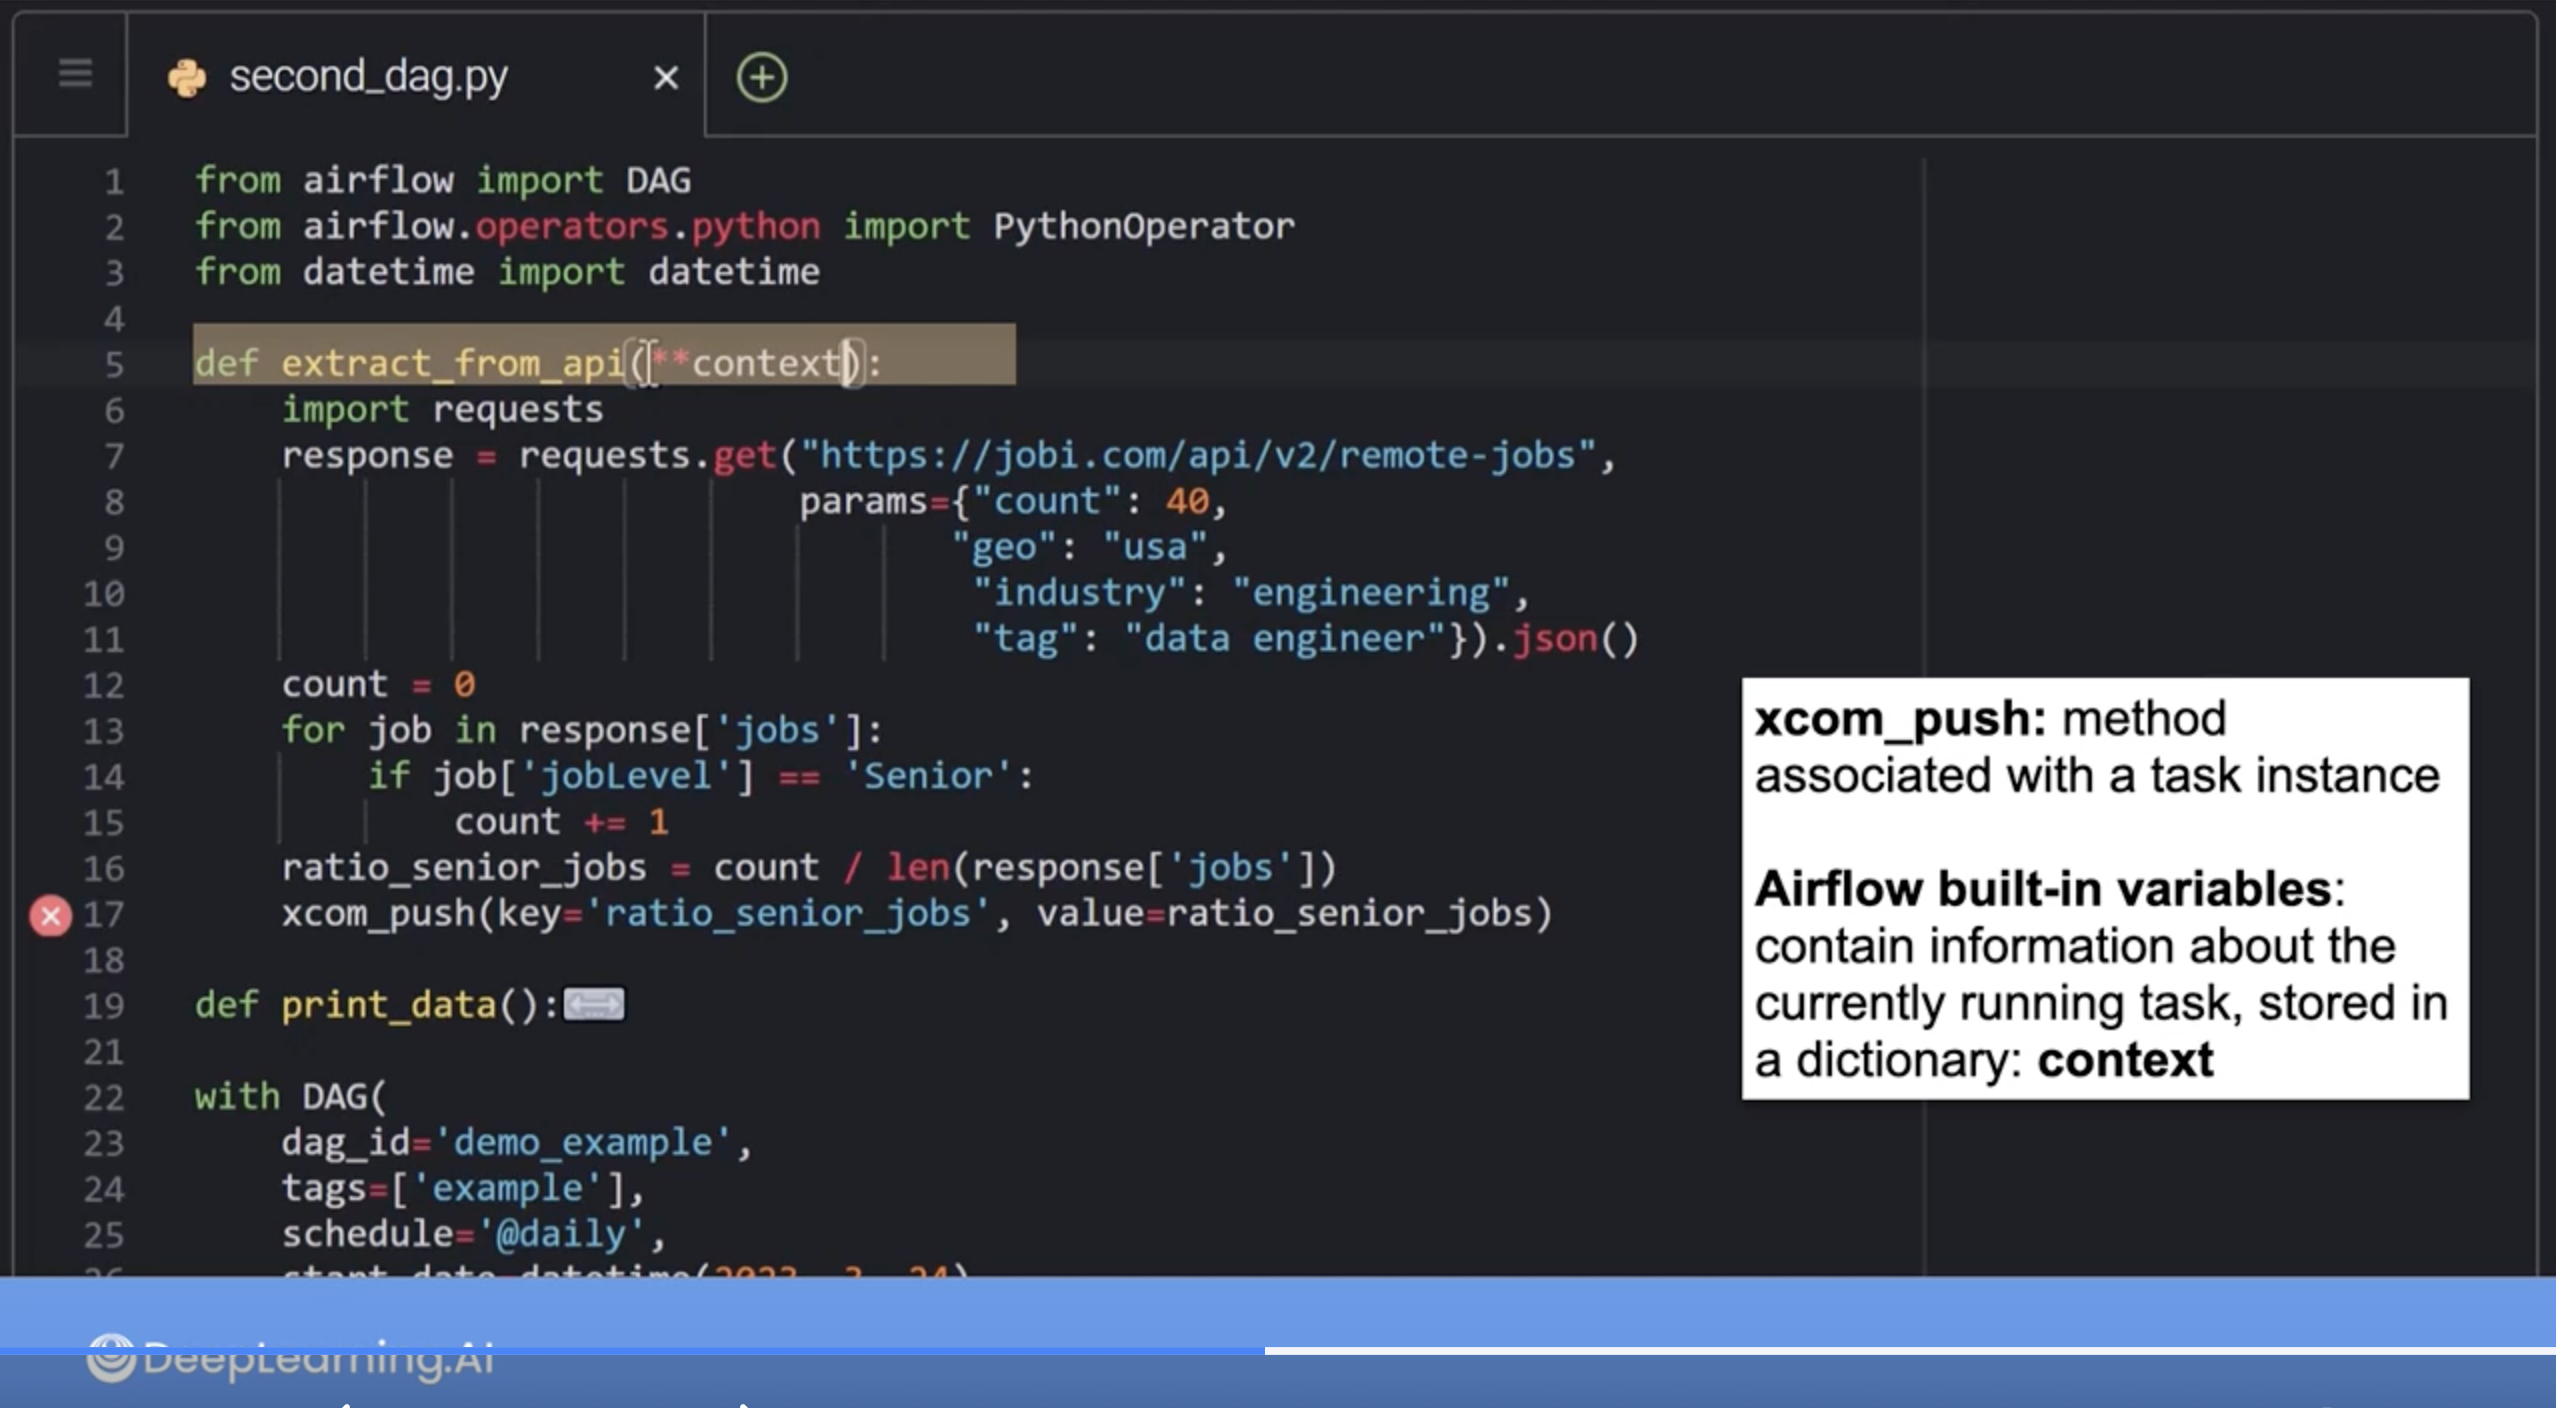 second_dag.py
1 from airflow import DAG
2 from airflow.operators.python import PythonOperator
3 from datetime import datetime
4
5 def extract_from_api(**context):
6 import requests
7 response = requests.get("https://jobi.com/api/v2/remote-jobs",
8 params={"count": 40,
9 "geo": "usa",
10 "industry": "engineering",
11 "tag": "data engineer"}).json()
12 count = 0
13 for job in response['jobs']:
14 if job['jobLevel'] == 'Senior':
15 count += 1
16 ratio_senior_jobs = count / len(response['jobs'])
17 xcom_push(key='ratio_senior_jobs', value=ratio_senior_jobs)
18
19 def print_data():
21
22 with DAG(
23 dag_id='demo_example',
24 tags=['example'],
25 schedule='@daily',
xcom_push: method
associated with a task instance
Airflow built-in variables:
contain information about the
currently running task, stored in
a dictionary: context
DeepLearning.AI